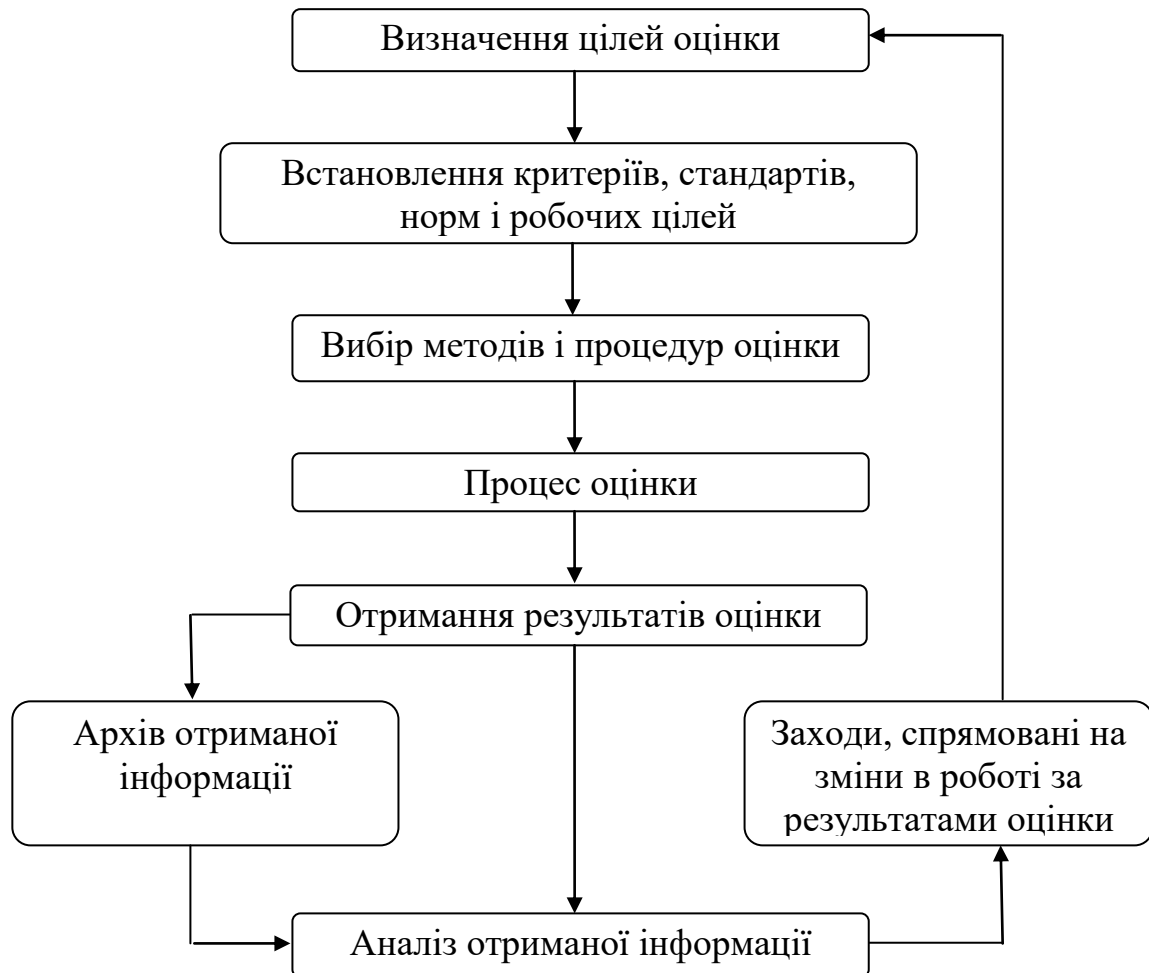 Визначення цілей оцінки
Встановлення критеріїв, стандартів,
норм і робочих цілей
Вибір методів і процедур оцінки
Процес оцінки
Отримання результатів оцінки
Архів отриманої
інформації
Заходи, спрямовані на
зміни в роботі за
результатами оцінки
Аналіз отриманої інформації